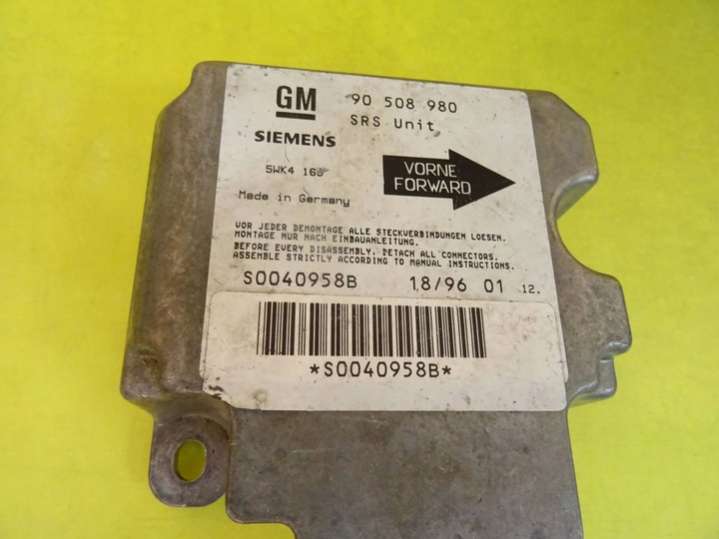 GM 90 508 980
SRS Unit
SIEMENS
5WK4
Made in Germany
VORNE
FORWARD
VOR JEDER DEMONTAGE ALLE STECKVERBINDUNGEN LOESEN.
MONTAGE NUR NACH EINBAUANLEITUNG.
BEFORE EVERY DISASSEMBLY, DETACH ALL CONNECTORS.
ASSEMBLE STRICTLY ACCORDING TO MANUAL INSTRUCTIONS.
S0040958B 18/96 01 12.
*S0040958B*